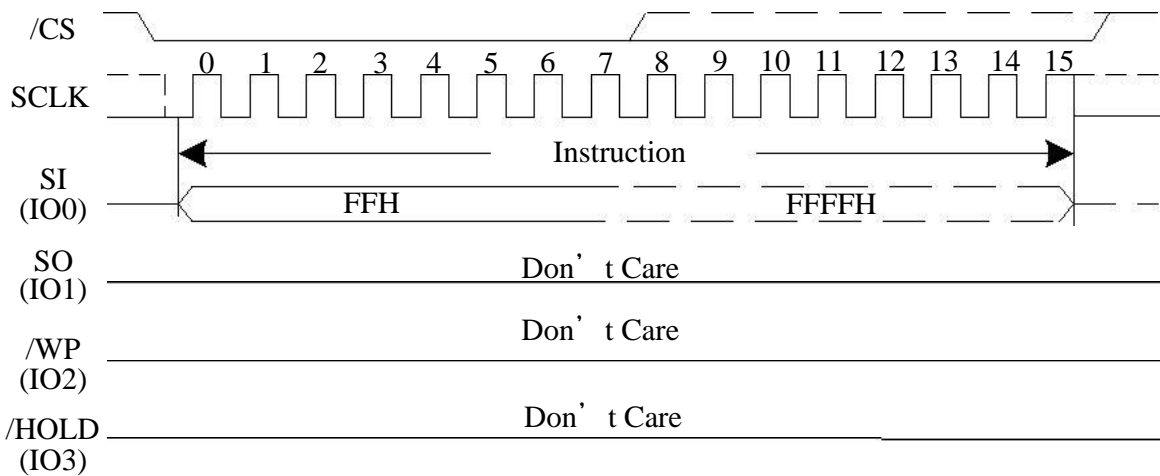 /CS
0 1 2 3 4 5 6 7 8 9 10 11 12 13 14 15
SCLK
Instruction
SI
(IO0)
FFH FFFFH
SO
(IO1)
Don’ t Care
/WP
(IO2)
Don’ t Care
/HOLD
(IO3)
Don’ t Care